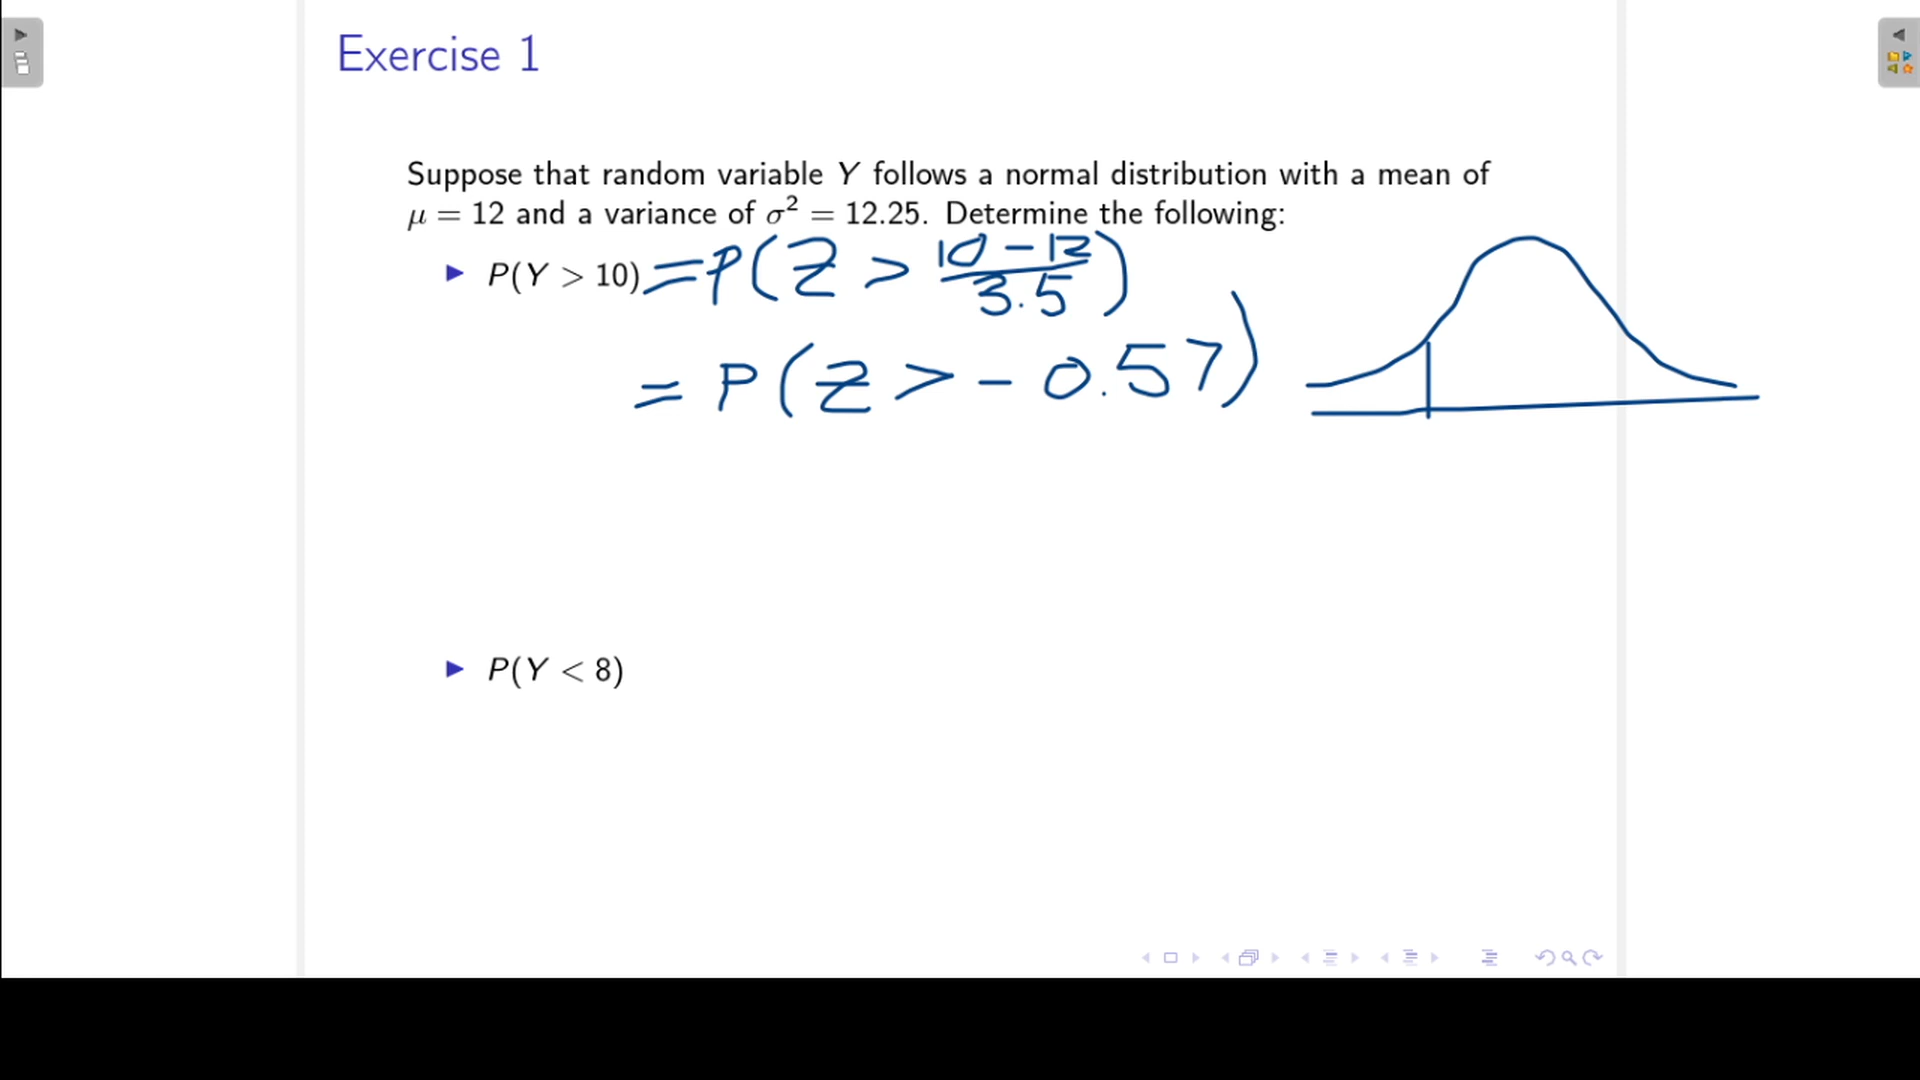 Exercise 1
Suppose that random variable Y follows a normal distribution with a mean of
μ = 12 and a variance of σ² = 12.25. Determine the following:
▶ P(Y > 10) = P(Z > (10 - 12)/3.5)
= P(Z > - 0.57)
▶ P(Y < 8)